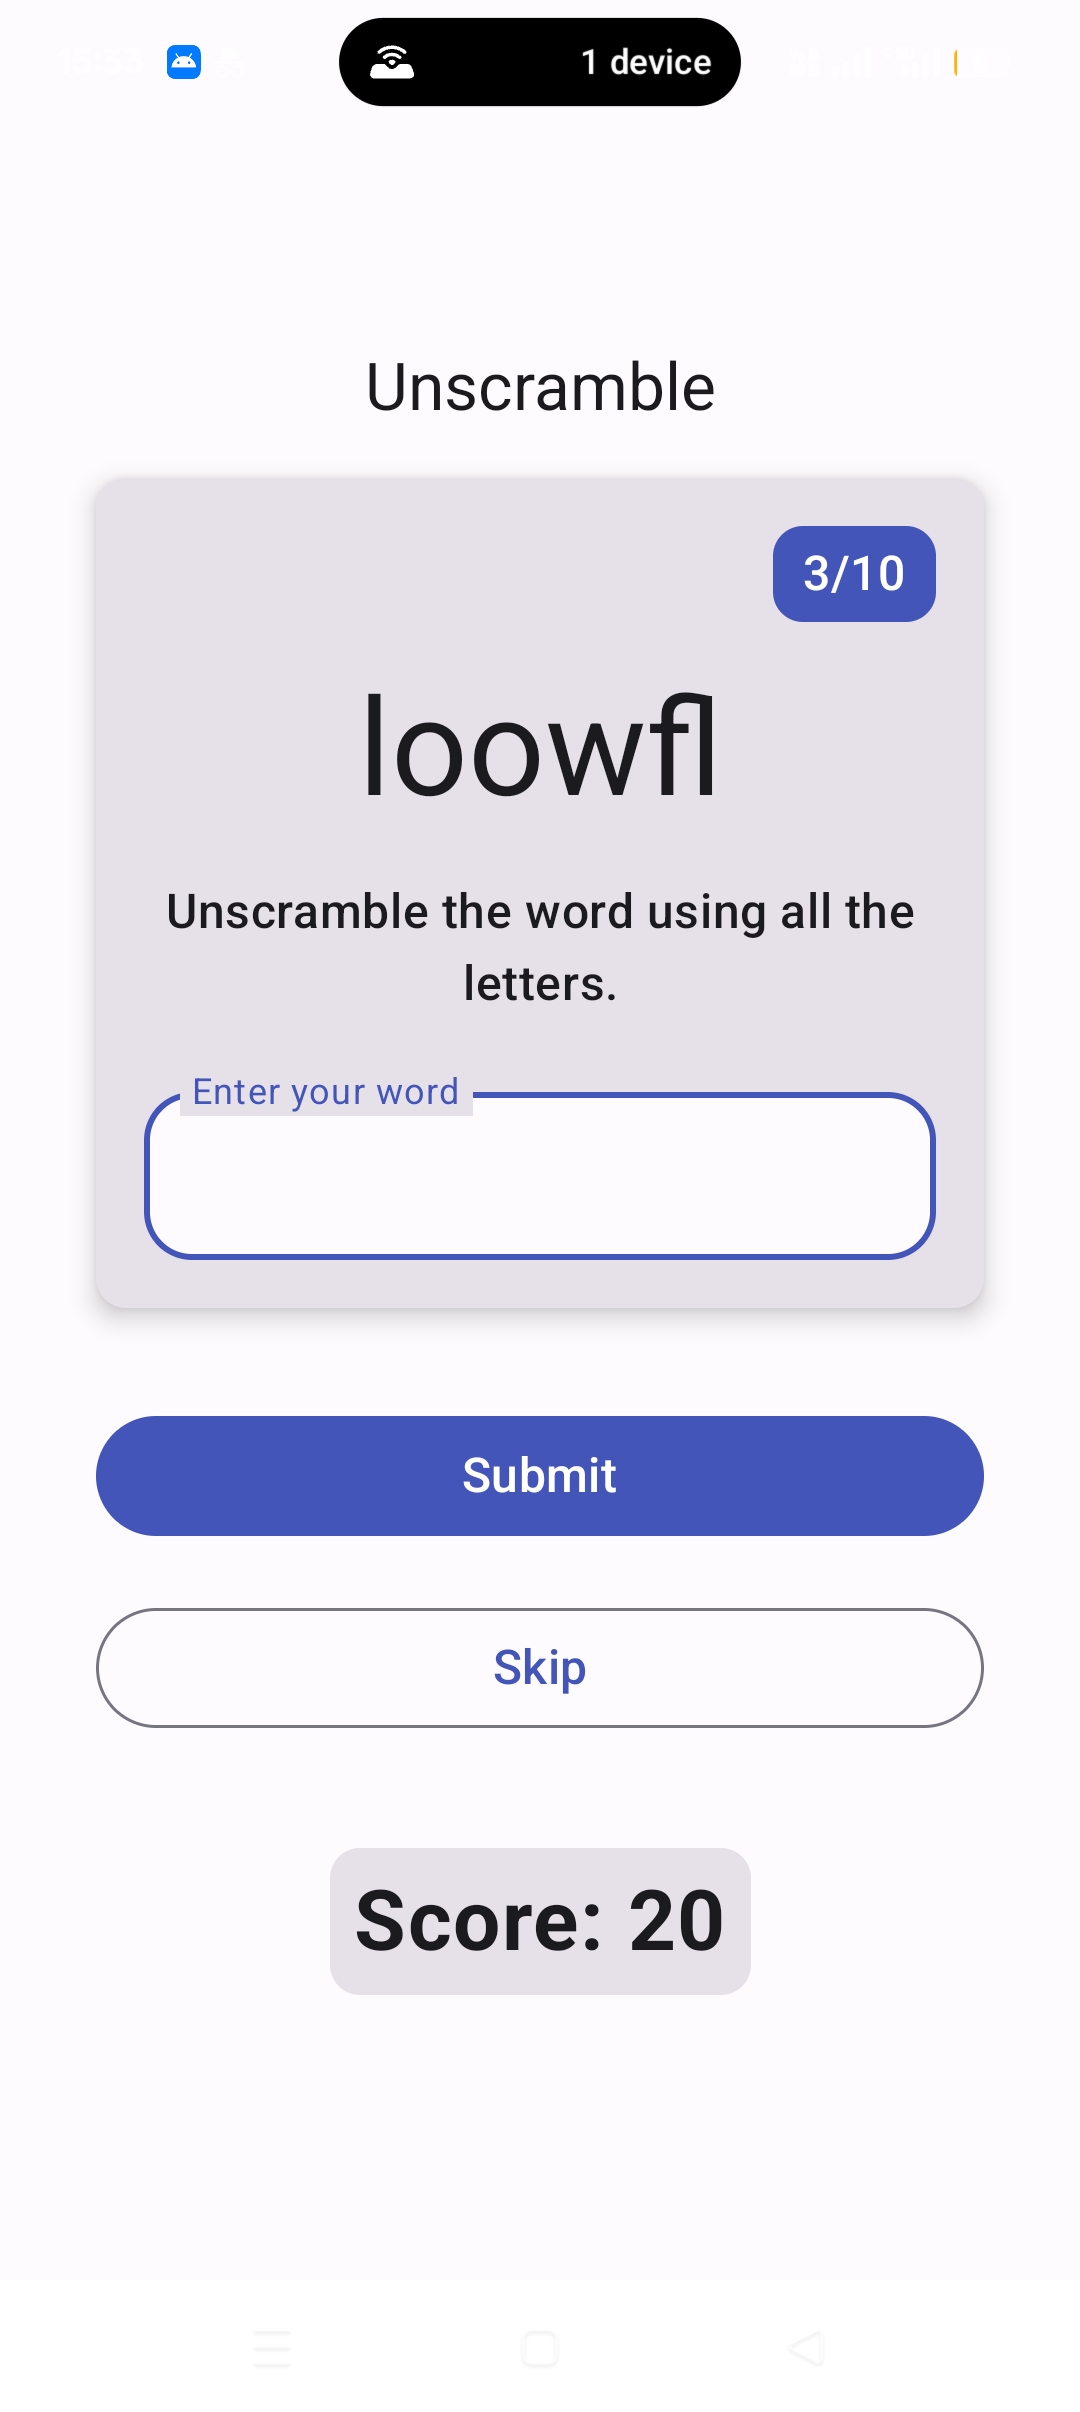 1 device
Unscramble
3/10
loowfl
Unscramble the word using all the
letters.
Enter your word
Submit
Skip
Score: 20